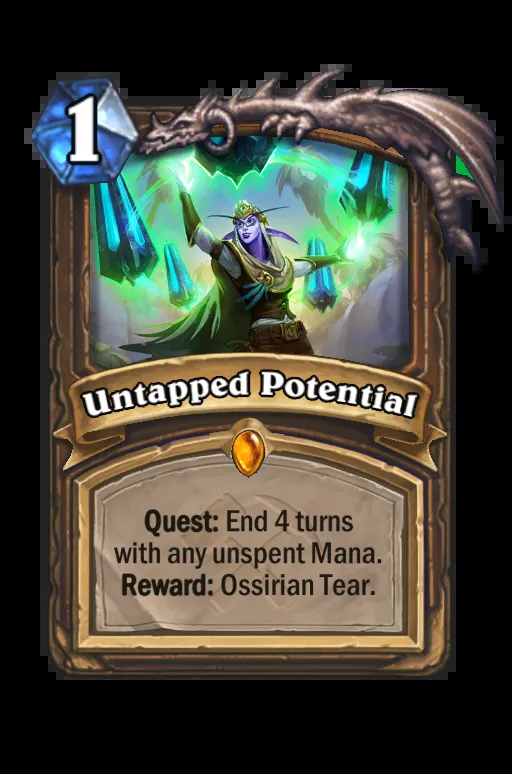 1
Untapped Potential
Quest: End 4 turns
with any unspent Mana.
Reward: Ossirian Tear.